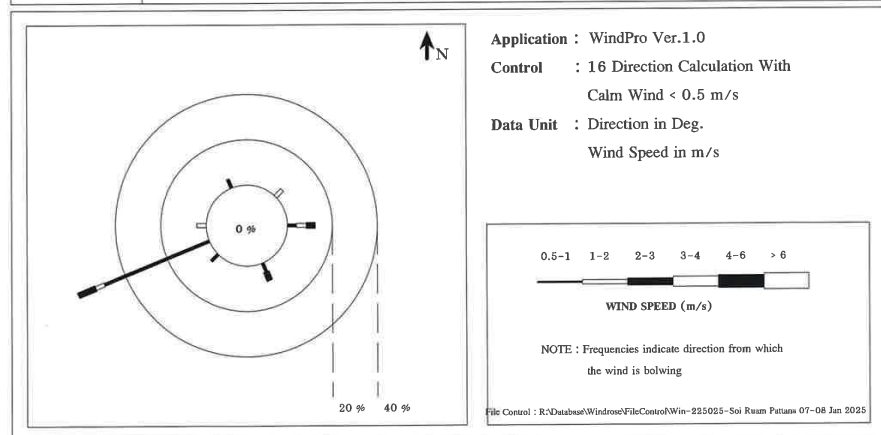 N
0 %
20 % 40 %
Application : WindPro Ver.1.0
Control : 16 Direction Calculation With
Calm Wind < 0.5 m/s
Data Unit : Direction in Deg.
Wind Speed in m/s
0.5-1 1-2 2-3 3-4 4-6 > 6
WIND SPEED (m/s)
NOTE : Frequencies indicate direction from which
the wind is bolwing
File Control : R:\Database\Windrose\FileControl\Win-225025-Soi Ruam Pattana 07-08 Jan 2025